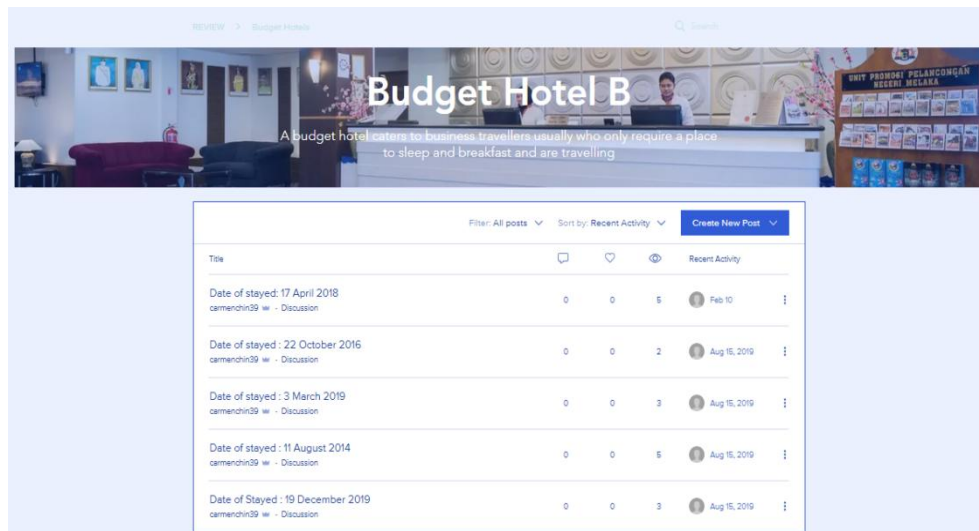 REVIEW > Budget Hotels
Search
Budget Hotel B
A budget hotel caters to business travellers usually who only require a place
to sleep and breakfast and are travelling
UNIT PROMOSI PELANCONGAN
NEGERI MELAKA
Filter: All posts Sort by: Recent Activity Create New Post
Title Recent Activity
Date of stayed: 17 April 2018
0 0 5 Feb 10
carmenchin39 - Discussion
Date of stayed : 22 October 2016
0 0 2 Aug 15, 2019
carmenchin39 - Discussion
Date of stayed : 3 March 2019
0 0 3 Aug 15, 2019
carmenchin39 - Discussion
Date of stayed : 11 August 2014
0 0 5 Aug 15, 2019
carmenchin39 - Discussion
Date of Stayed : 19 December 2019
0 0 3 Aug 15, 2019
carmenchin39 - Discussion